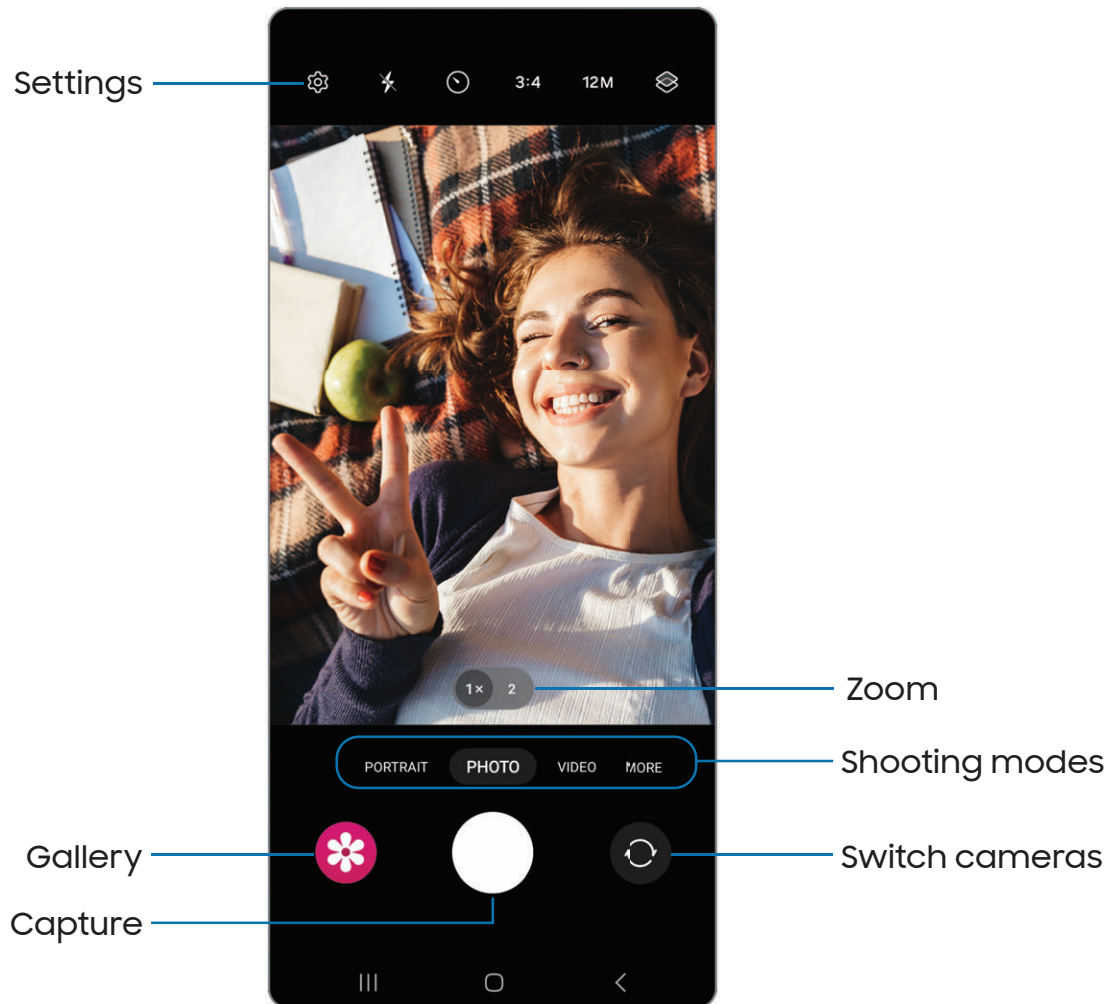 Settings
3:4 12M
1× 2
Zoom
PORTRAIT PHOTO VIDEO MORE
Shooting modes
Gallery
Switch cameras
Capture